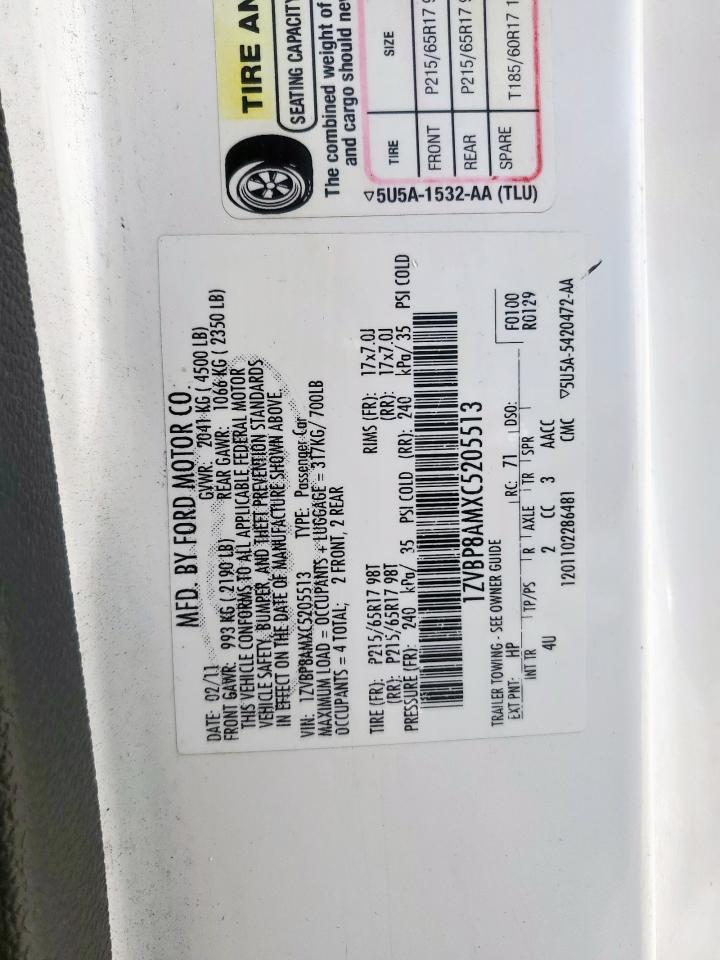 MFD. BY FORD MOTOR CO.
DATE: 02/11 GVWR: 2041 KG ( 4500 LB)
FRONT GAWR: 993 KG ( 2190 LB) REAR GAWR: 1066 KG ( 2350 LB)
THIS VEHICLE CONFORMS TO ALL APPLICABLE FEDERAL MOTOR
VEHICLE SAFETY, BUMPER, AND THEFT PREVENTION STANDARDS
IN EFFECT ON THE DATE OF MANUFACTURE SHOWN ABOVE.
VIN: 1ZVBP8AMXC5205513 TYPE: Passenger Car
MAXIMUM LOAD = OCCUPANTS + LUGGAGE = 317KG/ 700LB
OCCUPANTS = 4 TOTAL; 2 FRONT, 2 REAR
TIRE (FR): P215/65R17 98T RIMS (FR): 17x7.0J
(RR): P215/65R17 98T (RR): 17x7.0J
PRESSURE (FR): 240 kPa/ 35 PSI COLD (RR): 240 kPa/ 35 PSI COLD
1ZVBP8AMXC5205513
TRAILER TOWING - SEE OWNER GUIDE F0100
EXT PNT: HP RC: 71 DSO: R0129
INT TR TP/PS R AXLE TR SPR
4U 2 CC 3 AACC
1201102286481 CMC ▽5U5A-5420472-AA
TIRE AN
SEATING CAPACITY
The combined weight of
and cargo should nev
TIRE SIZE
FRONT P215/65R17 9
REAR P215/65R17 9
SPARE T185/60R17 1
▽5U5A-1532-AA (TLU)